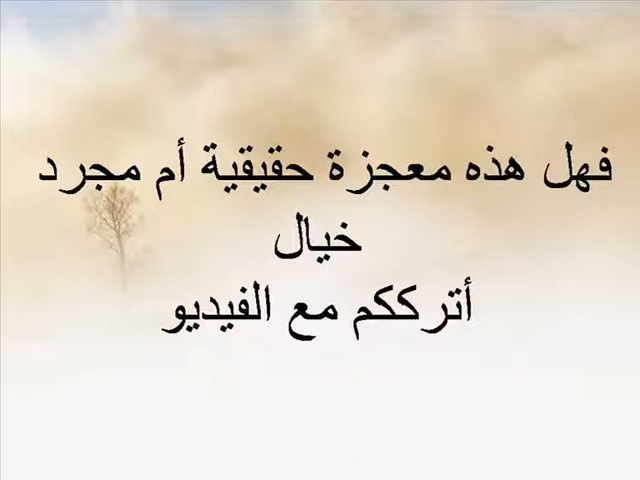 فهل هذه معجزة حقيقية أم مجرد
خيال
أترككم مع الفيديو